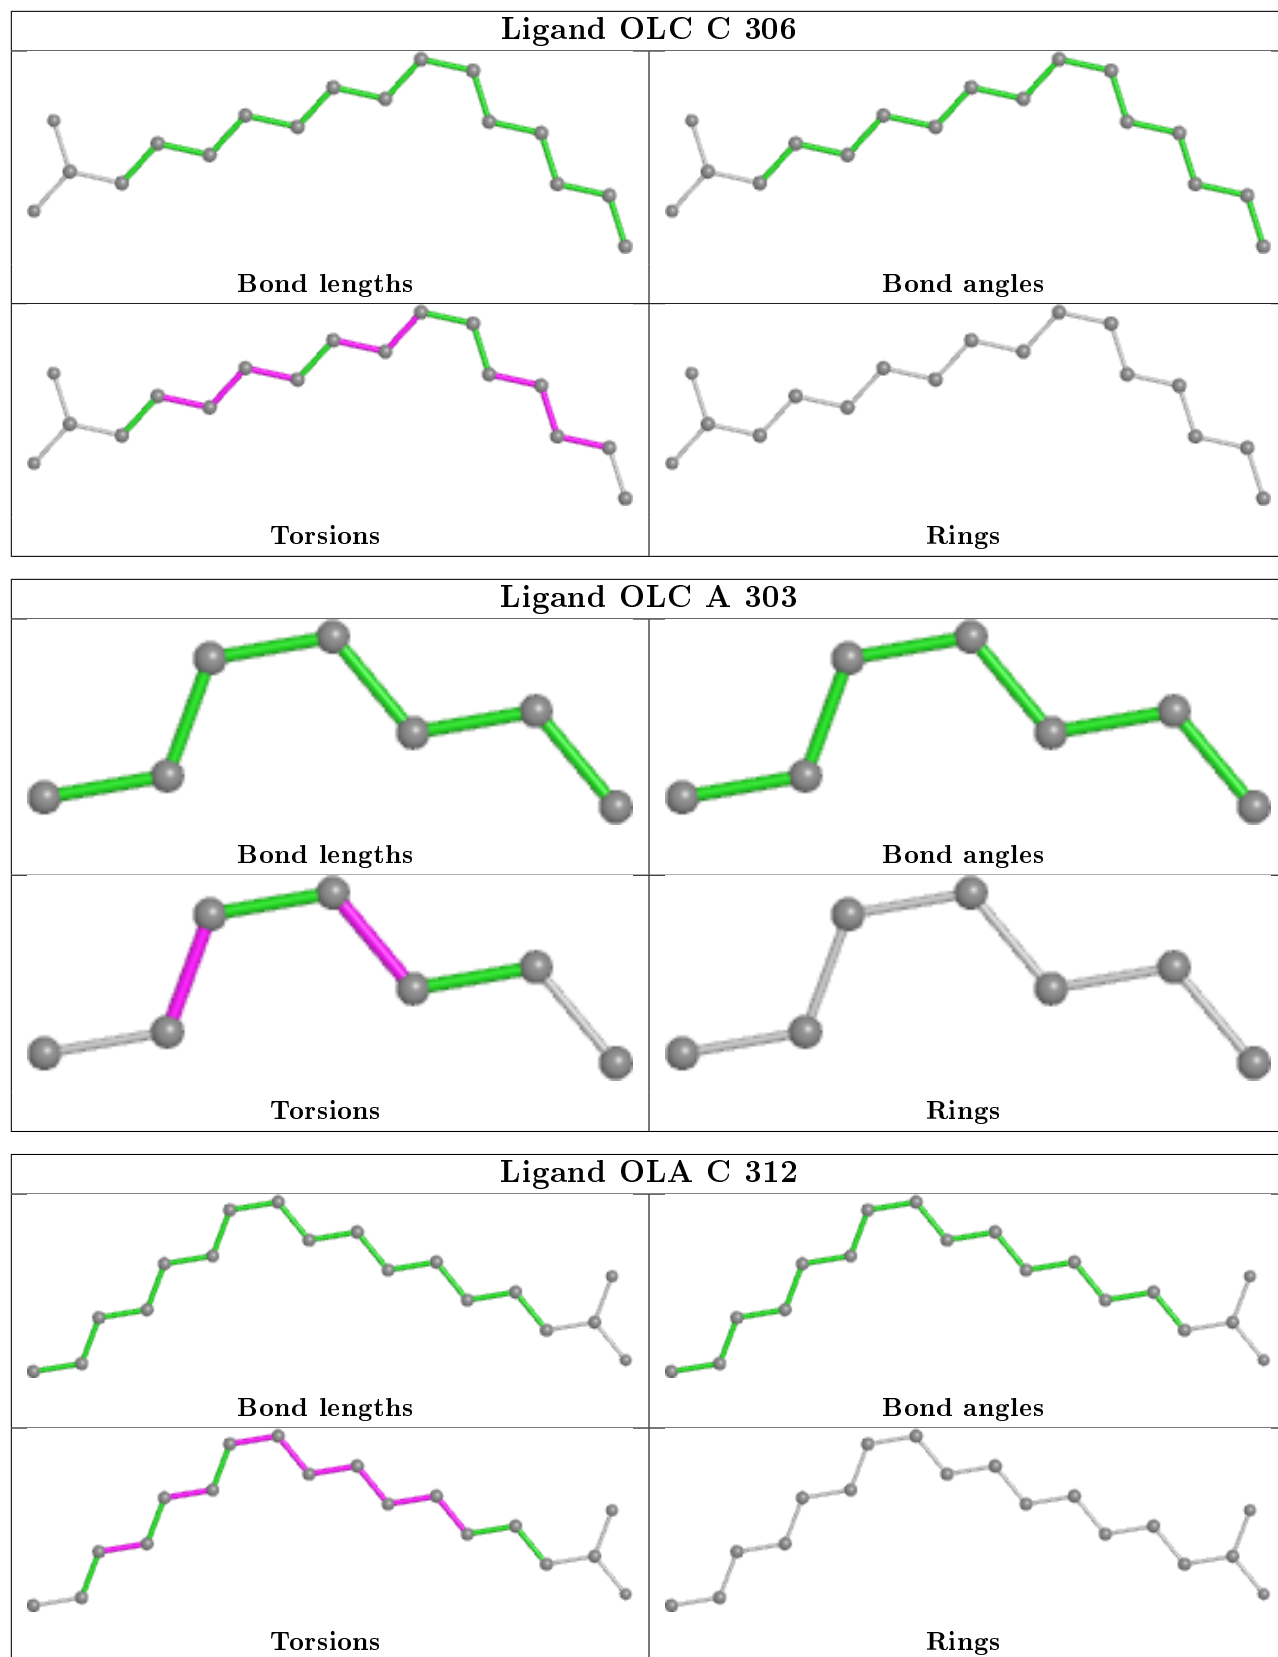 Ligand OLC C 306
Bond lengths
Bond angles
Torsions
Rings
Ligand OLC A 303
Bond lengths
Bond angles
Torsions
Rings
Ligand OLA C 312
Bond lengths
Bond angles
Torsions
Rings